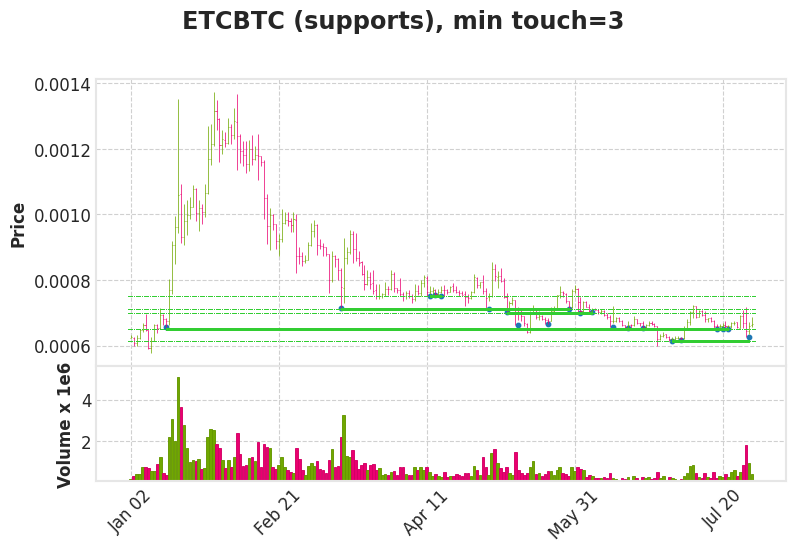 ETCBTC (supports), min touch=3
Price
0.0014
0.0012
0.0010
0.0008
0.0006
Volume x 1e6
4
2
Jan 02
Feb 21
Apr 11
May 31
Jul 20